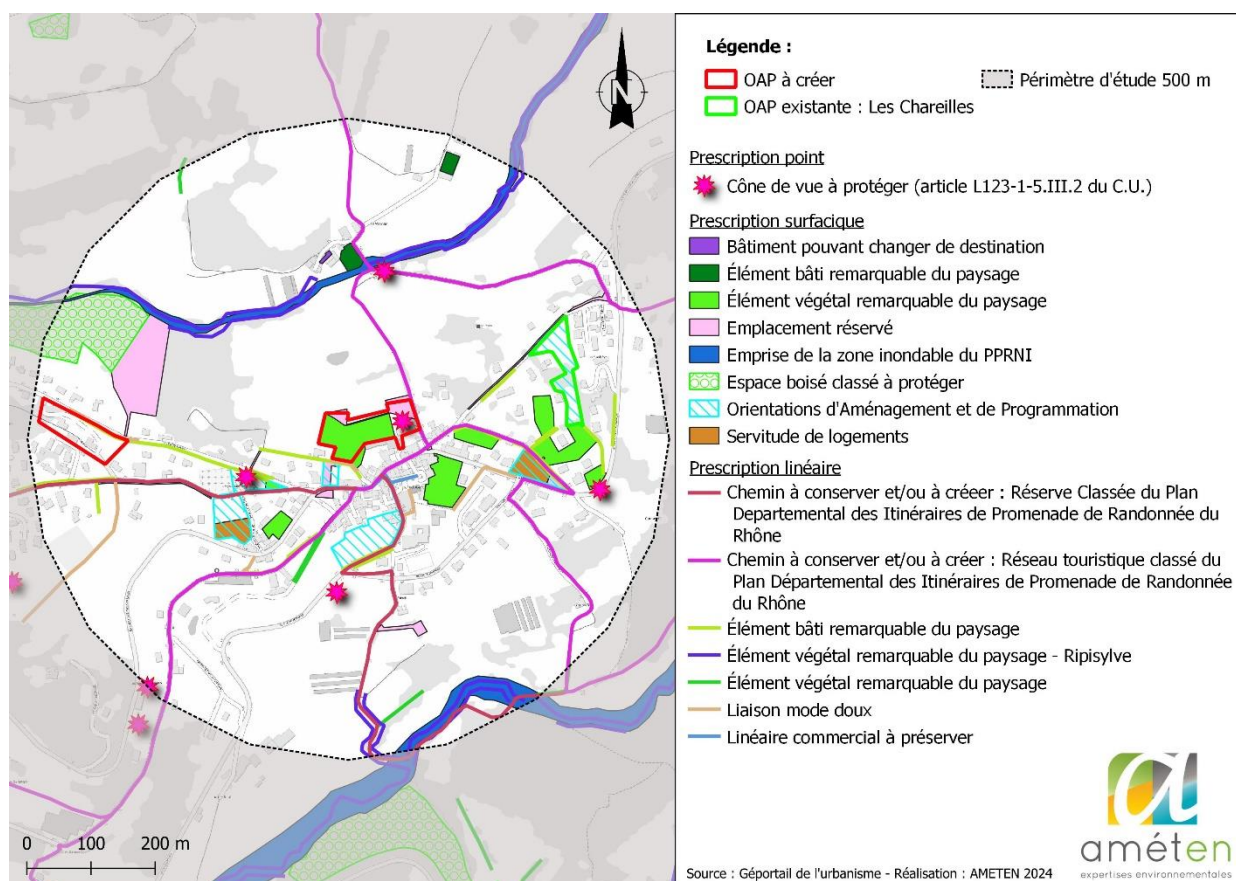 N
0 100 200 m
Légende :
OAP à créer
Périmètre d'étude 500 m
OAP existante : Les Chareilles
Prescription point
Cône de vue à protéger (article L123-1-5.III.2 du C.U.)
Prescription surfacique
Bâtiment pouvant changer de destination
Élément bâti remarquable du paysage
Élément végétal remarquable du paysage
Emplacement réservé
Emprise de la zone inondable du PPRNI
Espace boisé classé à protéger
Orientations d'Aménagement et de Programmation
Servitude de logements
Prescription linéaire
Chemin à conserver et/ou à créeer : Réserve Classée du Plan
Departemental des Itinéraires de Promenade de Randonnée du
Rhône
Chemin à conserver et/ou à créer : Réseau touristique classé du
Plan Départemental des Itinéraires de Promenade de Randonnée
du Rhône
Élément bâti remarquable du paysage
Élément végétal remarquable du paysage - Ripisylve
Élément végétal remarquable du paysage
Liaison mode doux
Linéaire commercial à préserver
a
améten
expertises environnementales
Source : Géportail de l'urbanisme - Réalisation : AMETEN 2024